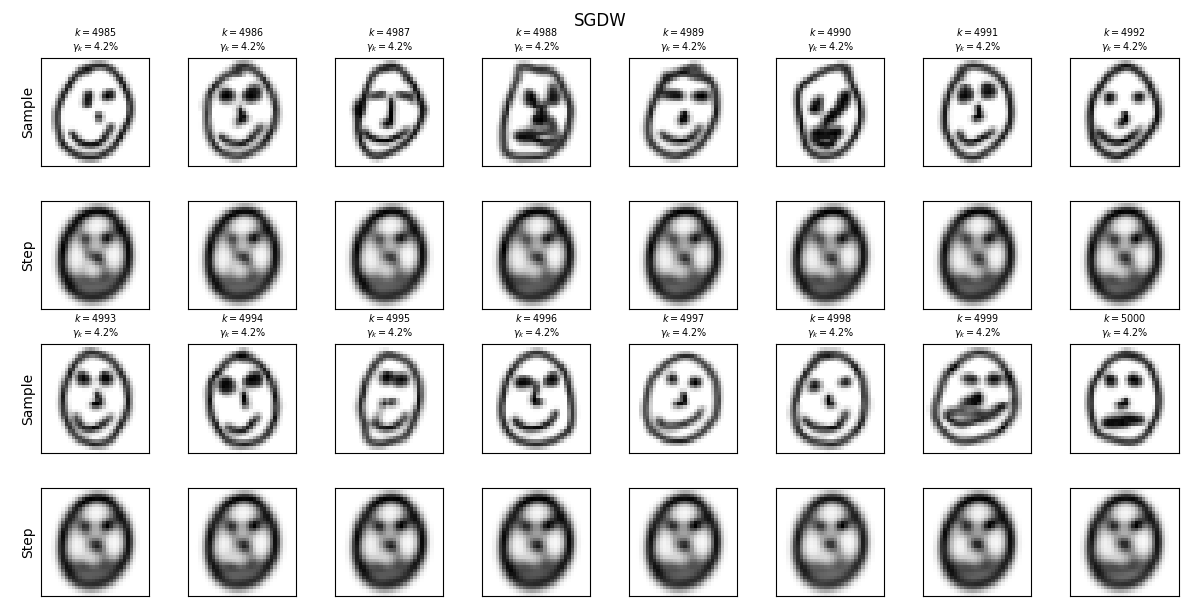 SGDW
k = 4985
γₖ = 4.2%
k = 4986
γₖ = 4.2%
k = 4987
γₖ = 4.2%
k = 4988
γₖ = 4.2%
k = 4989
γₖ = 4.2%
k = 4990
γₖ = 4.2%
k = 4991
γₖ = 4.2%
k = 4992
γₖ = 4.2%
Sample
Step
k = 4993
γₖ = 4.2%
k = 4994
γₖ = 4.2%
k = 4995
γₖ = 4.2%
k = 4996
γₖ = 4.2%
k = 4997
γₖ = 4.2%
k = 4998
γₖ = 4.2%
k = 4999
γₖ = 4.2%
k = 5000
γₖ = 4.2%
Sample
Step